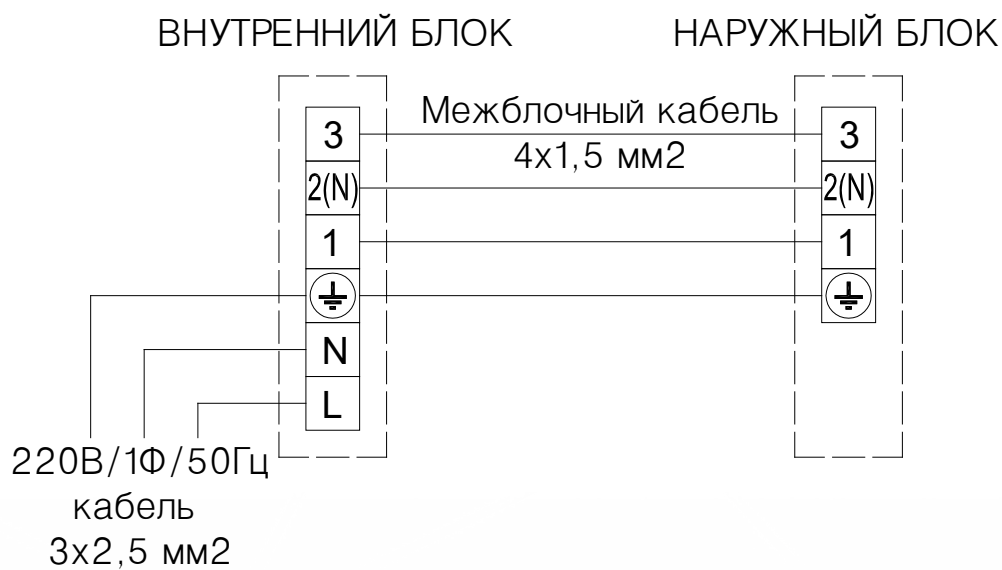 ВНУТРЕННИЙ БЛОК
НАРУЖНЫЙ БЛОК
Межблочный кабель
4х1,5 мм2
3
2(N)
1
N
L
3
2(N)
1
220В/1Ф/50Гц
кабель
3х2,5 мм2